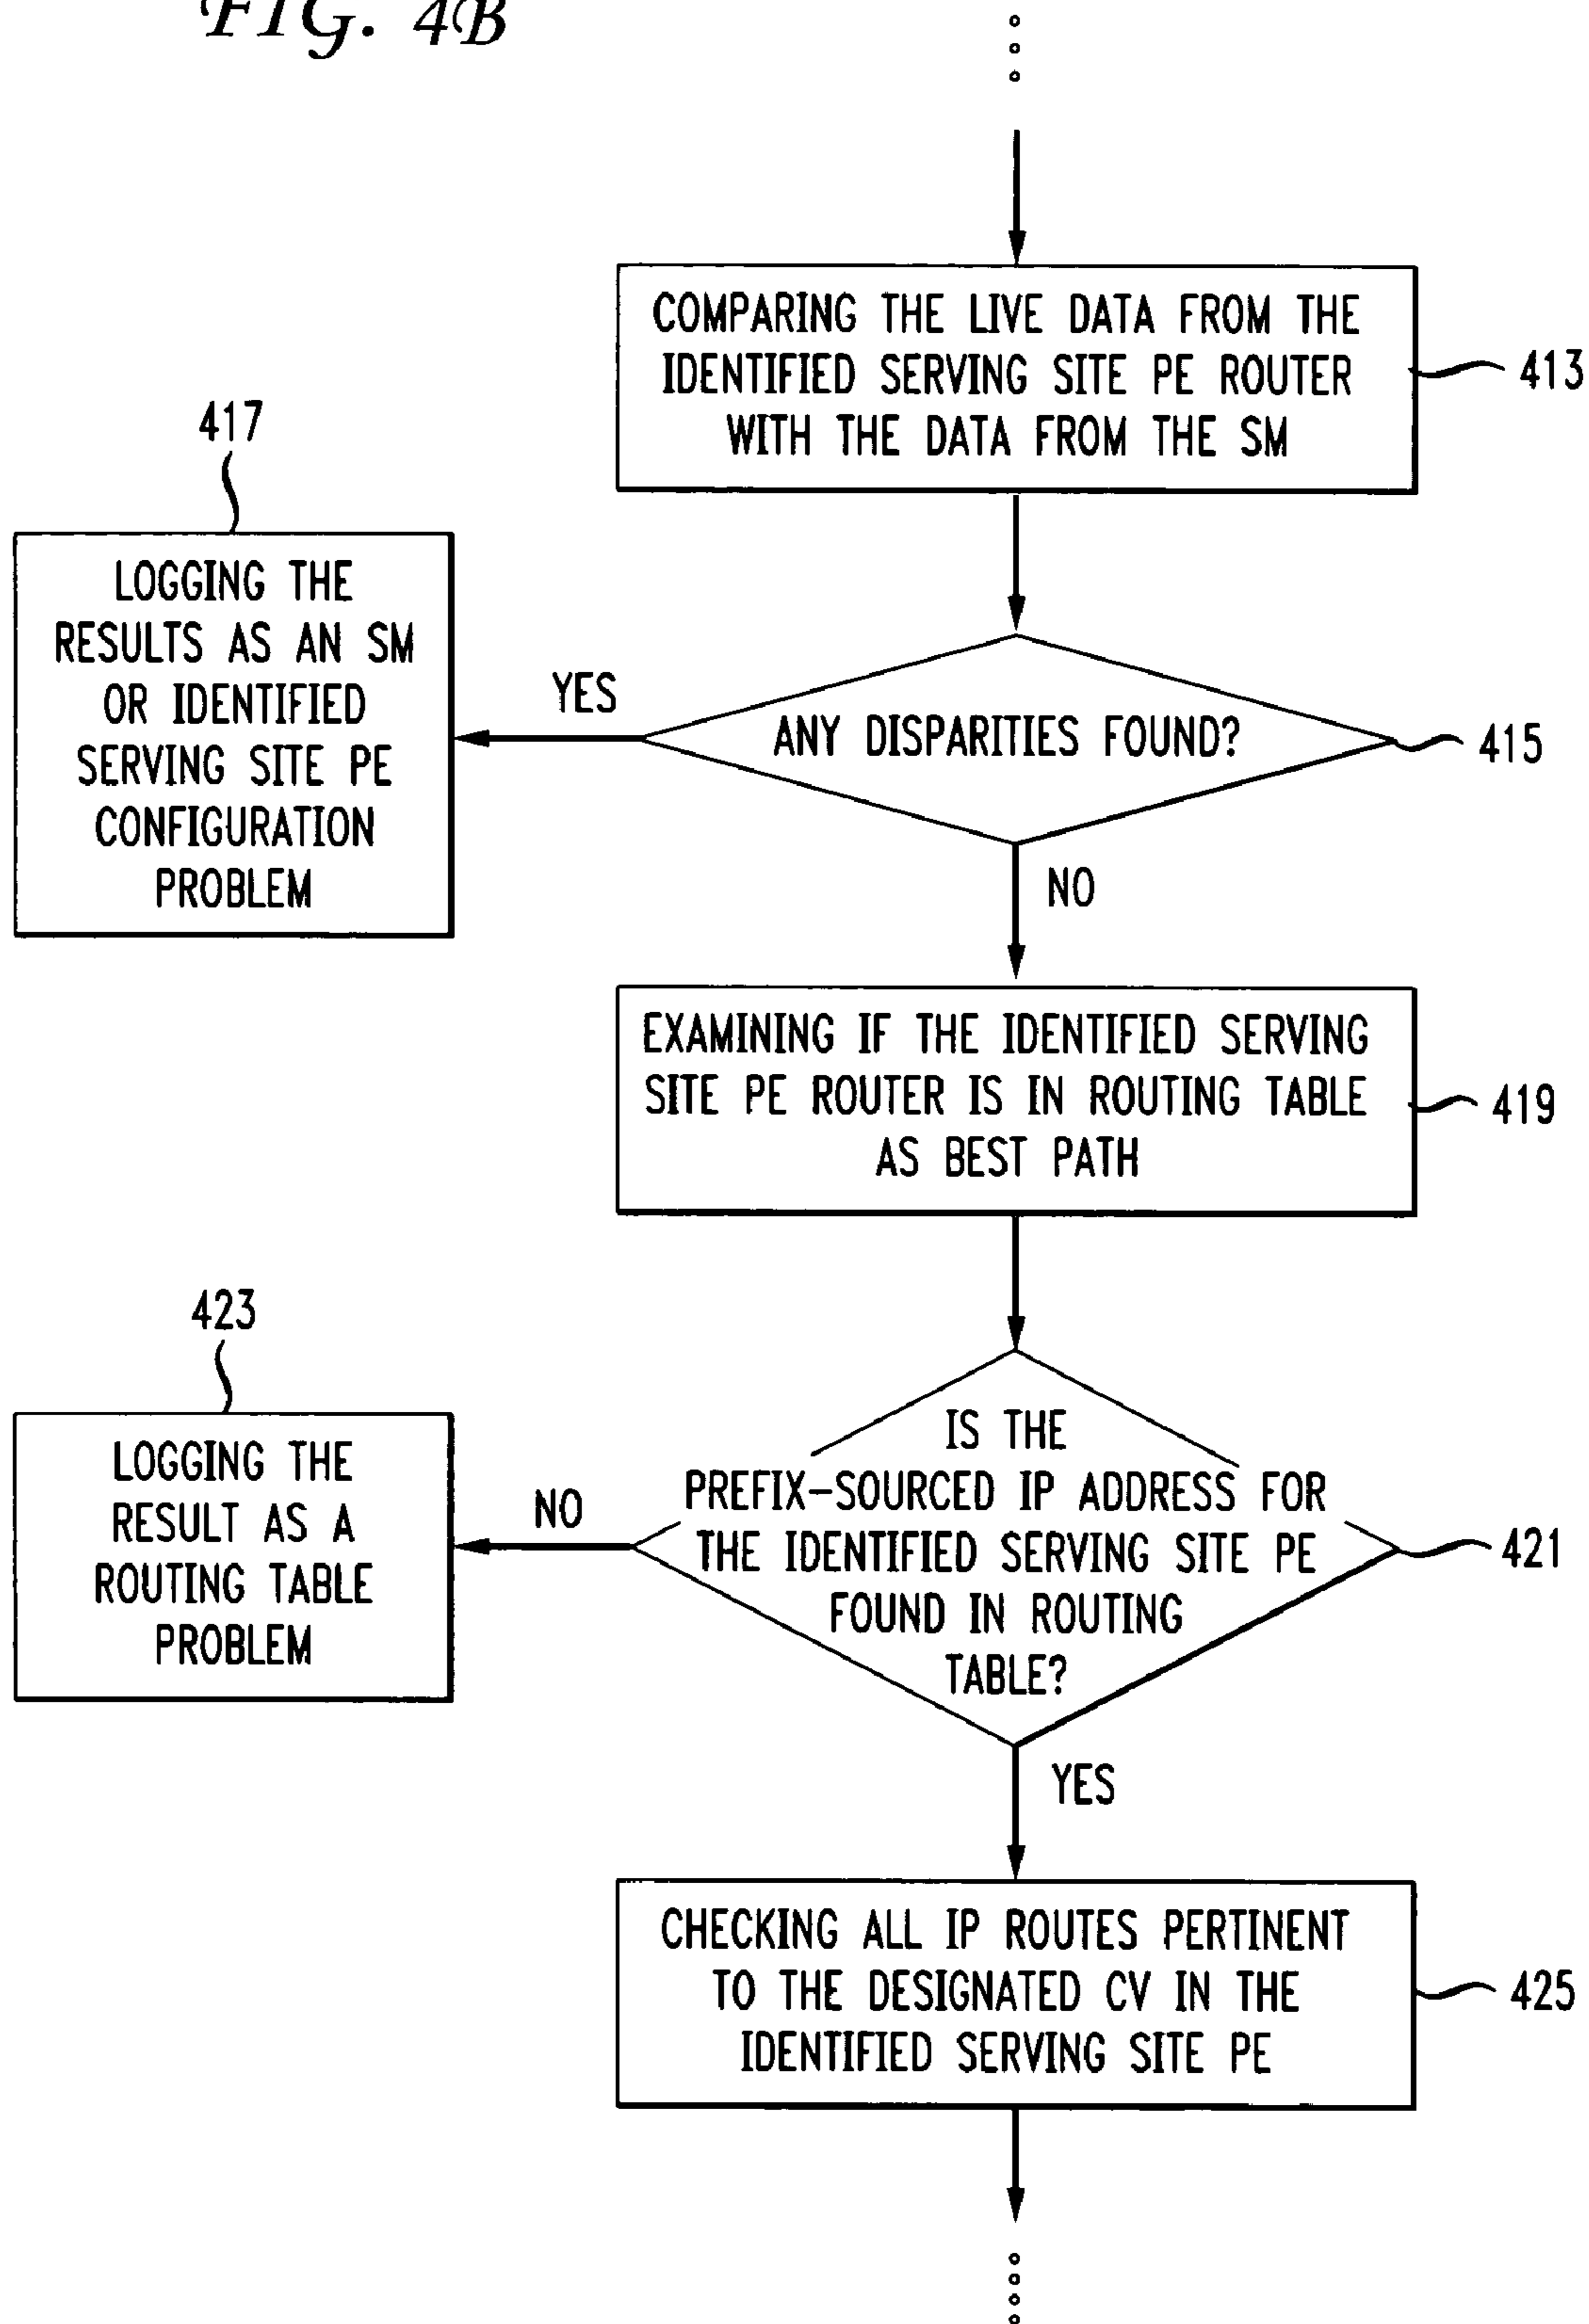 FIG. 4B
COMPARING THE LIVE DATA FROM THE
IDENTIFIED SERVING SITE PE ROUTER
WITH THE DATA FROM THE SM
413
417
LOGGING THE
RESULTS AS AN SM
OR IDENTIFIED
SERVING SITE PE
CONFIGURATION
PROBLEM
YES
ANY DISPARITIES FOUND?
415
NO
EXAMINING IF THE IDENTIFIED SERVING
SITE PE ROUTER IS IN ROUTING TABLE
AS BEST PATH
419
423
LOGGING THE
RESULT AS A
ROUTING TABLE
PROBLEM
NO
IS THE
PREFIX-SOURCED IP ADDRESS FOR
THE IDENTIFIED SERVING SITE PE
FOUND IN ROUTING
TABLE?
421
YES
CHECKING ALL IP ROUTES PERTINENT
TO THE DESIGNATED CV IN THE
IDENTIFIED SERVING SITE PE
425